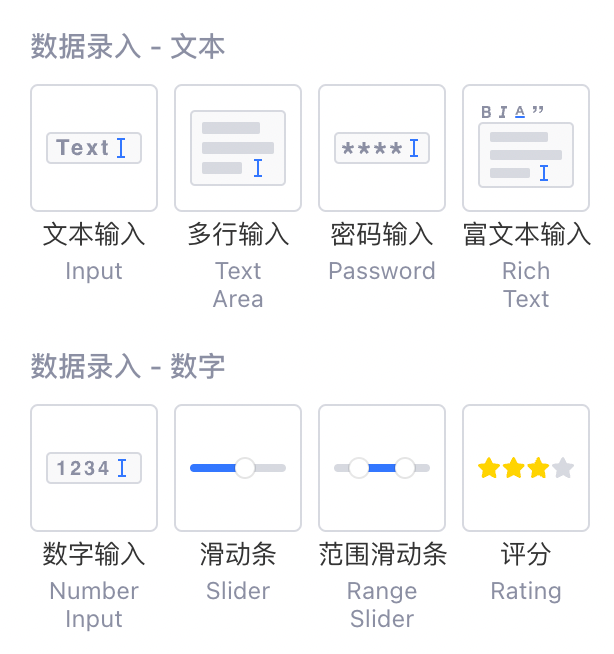 数据录入 - 文本
Text
****
B I A ”
文本输入
多行输入
密码输入
富文本输入
Input
Text
Area
Password
Rich
Text
数据录入 - 数字
1234
数字输入
滑动条
范围滑动条
评分
Number
Input
Slider
Range
Slider
Rating